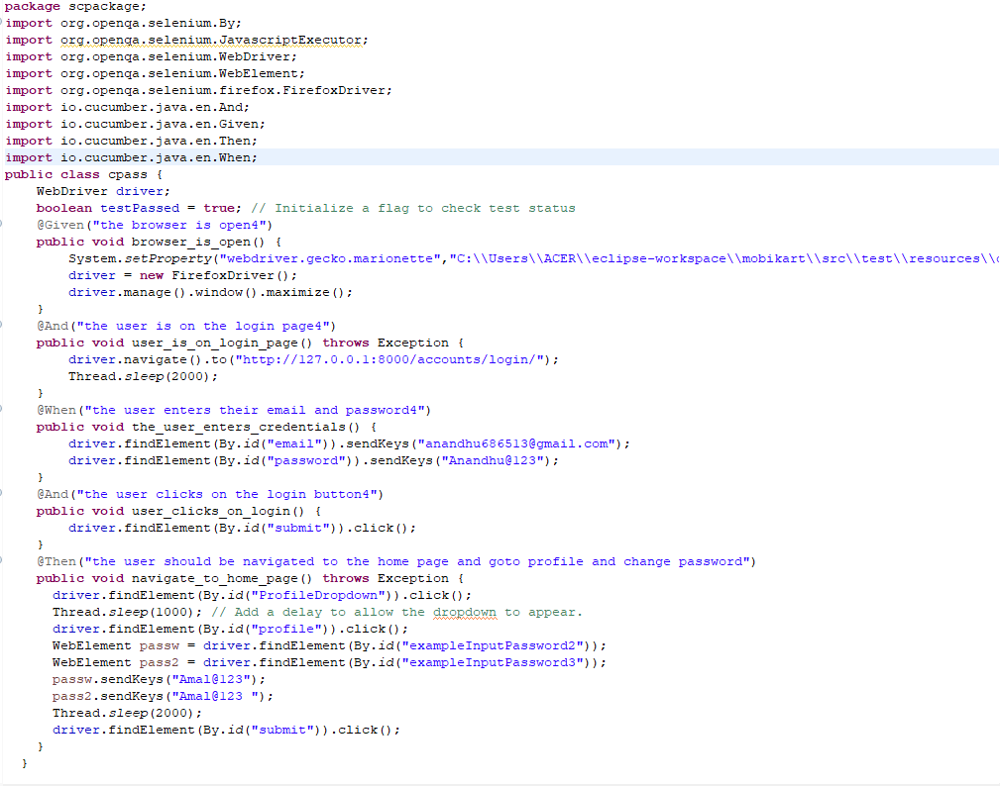 package scpackage;
import org.openqa.selenium.By;
import org.openqa.selenium.JavascriptExecutor;
import org.openqa.selenium.WebDriver;
import org.openqa.selenium.WebElement;
import org.openqa.selenium.firefox.FirefoxDriver;
import io.cucumber.java.en.And;
import io.cucumber.java.en.Given;
import io.cucumber.java.en.Then;
import io.cucumber.java.en.When;
public class cpass {
    WebDriver driver;
    boolean testPassed = true; // Initialize a flag to check test status
    @Given("the browser is open4")
    public void browser_is_open() {
        System.setProperty("webdriver.gecko.marionette","C:\\Users\\ACER\\eclipse-workspace\\mobikart\\src\\test\\resources\\
        driver = new FirefoxDriver();
        driver.manage().window().maximize();
    }
    @And("the user is on the login page4")
    public void user_is_on_login_page() throws Exception {
        driver.navigate().to("http://127.0.0.1:8000/accounts/login/");
        Thread.sleep(2000);
    }
    @When("the user enters their email and password4")
    public void the_user_enters_credentials() {
        driver.findElement(By.id("email")).sendKeys("anandhu686513@gmail.com");
        driver.findElement(By.id("password")).sendKeys("Anandhu@123");
    }
    @And("the user clicks on the login button4")
    public void user_clicks_on_login() {
        driver.findElement(By.id("submit")).click();
    }
    @Then("the user should be navigated to the home page and goto profile and change password")
    public void navigate_to_home_page() throws Exception {
      driver.findElement(By.id("ProfileDropdown")).click();
      Thread.sleep(1000); // Add a delay to allow the dropdown to appear.
      driver.findElement(By.id("profile")).click();
      WebElement passw = driver.findElement(By.id("exampleInputPassword2"));
      WebElement pass2 = driver.findElement(By.id("exampleInputPassword3"));
      passw.sendKeys("Amal@123");
      pass2.sendKeys("Amal@123 ");
      Thread.sleep(2000);
      driver.findElement(By.id("submit")).click();
    }
  }